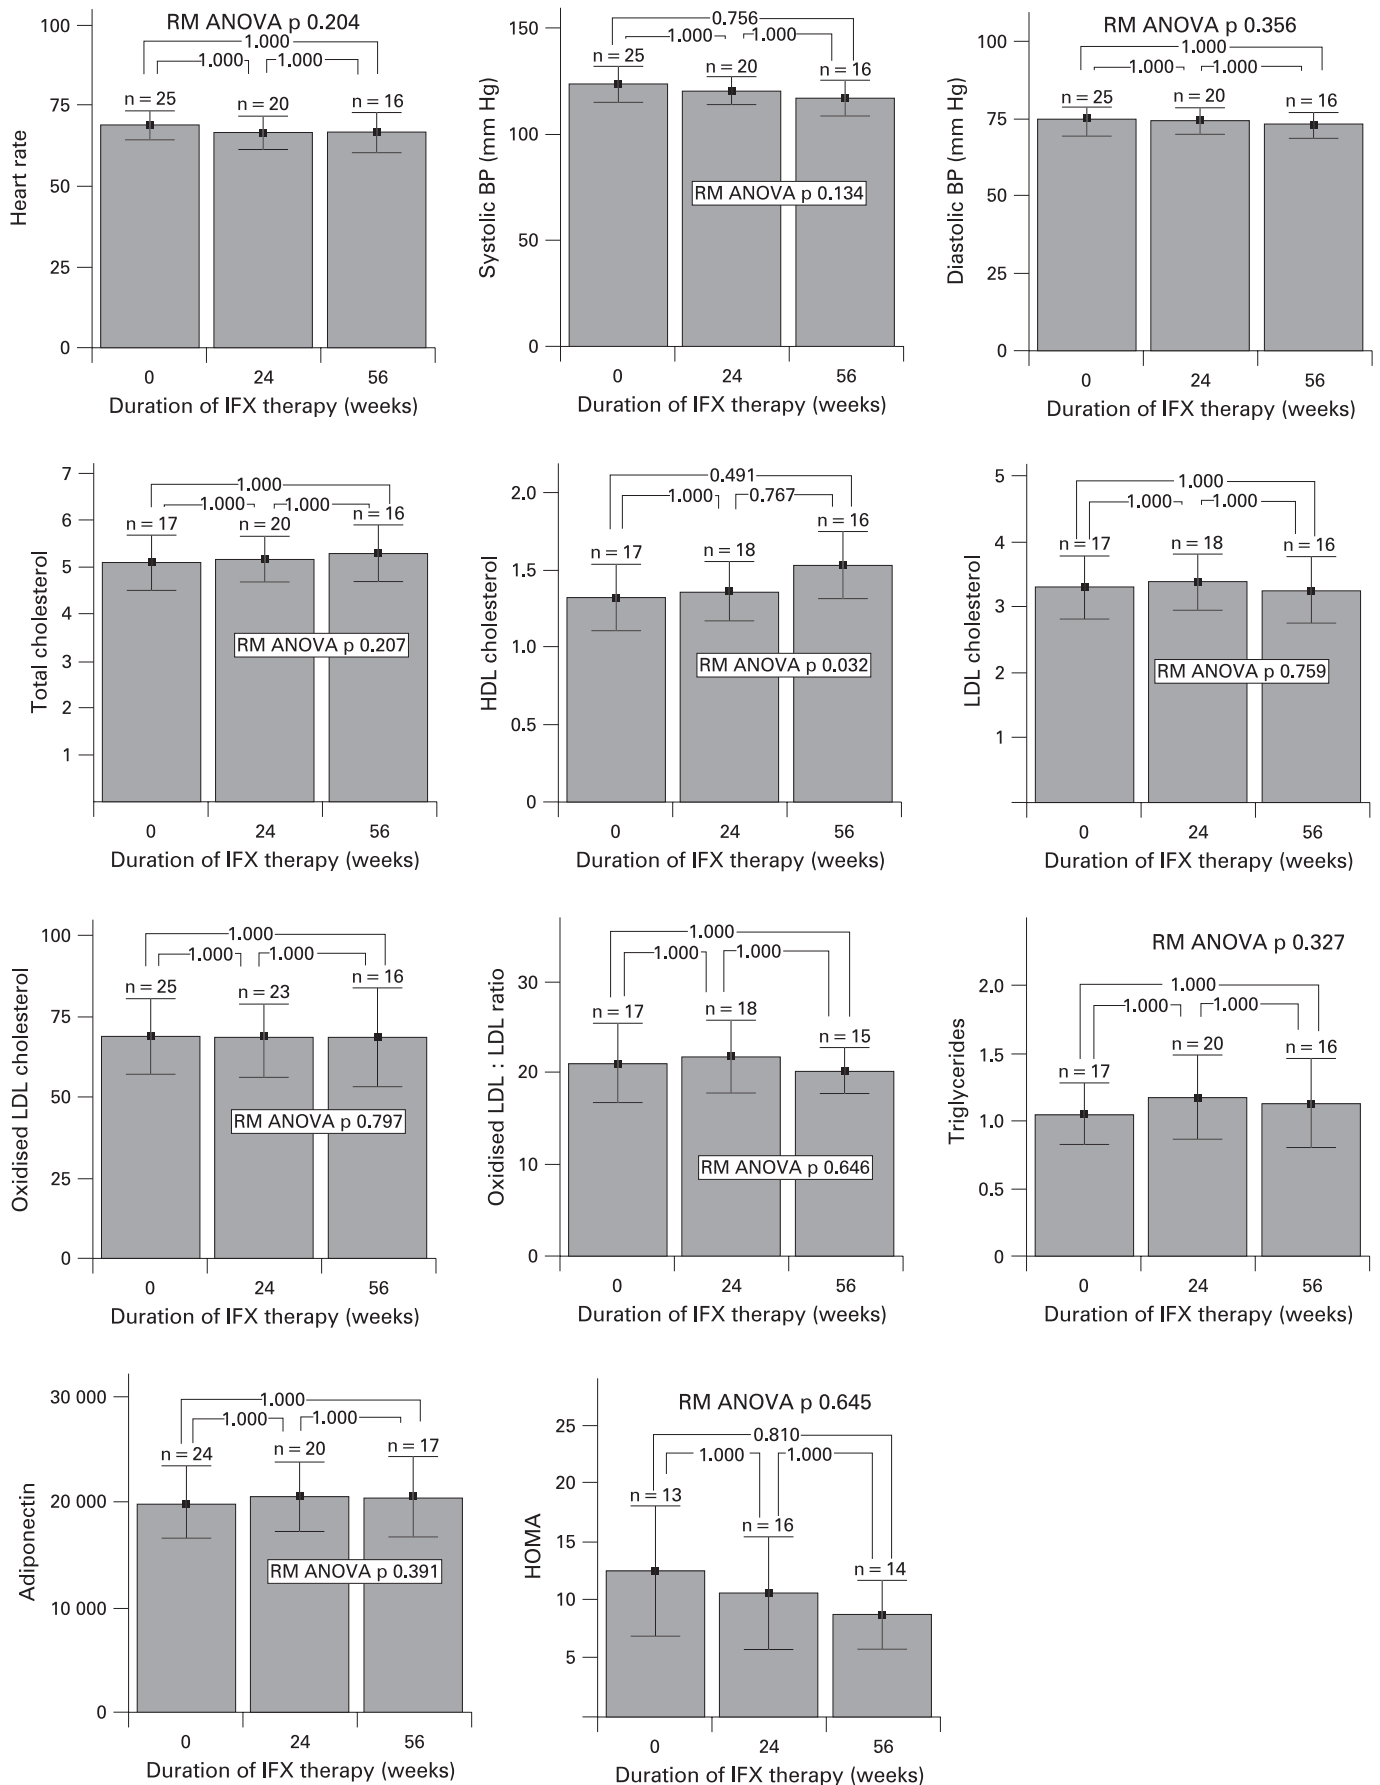 RM ANOVA p 0.204
1.000
1.000 1.000
n = 25 n = 20 n = 16
100
75
50
25
0
Heart rate
0 24 56
Duration of IFX therapy (weeks)
0.756
1.000 1.000
n = 25 n = 20 n = 16
150
100
50
0
Systolic BP (mm Hg)
RM ANOVA p 0.134
0 24 56
Duration of IFX therapy (weeks)
RM ANOVA p 0.356
1.000
1.000 1.000
n = 25 n = 20 n = 16
100
75
50
25
0
Diastolic BP (mm Hg)
0 24 56
Duration of IFX therapy (weeks)
1.000
1.000 1.000
n = 17 n = 20 n = 16
7
6
5
4
3
2
1
Total cholesterol
RM ANOVA p 0.207
0 24 56
Duration of IFX therapy (weeks)
0.491
1.000 0.767
n = 17 n = 18 n = 16
2.0
1.5
1.0
0.5
0
HDL cholesterol
RM ANOVA p 0.032
0 24 56
Duration of IFX therapy (weeks)
1.000
1.000 1.000
n = 17 n = 18 n = 16
5
4
3
2
1
LDL cholesterol
RM ANOVA p 0.759
0 24 56
Duration of IFX therapy (weeks)
1.000
1.000 1.000
n = 25 n = 23 n = 16
100
75
50
25
0
Oxidised LDL cholesterol
RM ANOVA p 0.797
0 24 56
Duration of IFX therapy (weeks)
1.000
1.000 1.000
n = 17 n = 18 n = 15
30
20
10
0
Oxidised LDL : LDL ratio
RM ANOVA p 0.646
0 24 56
Duration of IFX therapy (weeks)
RM ANOVA p 0.327
1.000
1.000 1.000
n = 17 n = 20 n = 16
2.0
1.5
1.0
0.5
0
Triglycerides
0 24 56
Duration of IFX therapy (weeks)
1.000
1.000 1.000
n = 24 n = 20 n = 17
30 000
20 000
10 000
0
Adiponectin
RM ANOVA p 0.391
0 24 56
Duration of IFX therapy (weeks)
RM ANOVA p 0.645
0.810
1.000 1.000
n = 13 n = 16 n = 14
25
20
15
10
5
HOMA
0 24 56
Duration of IFX therapy (weeks)